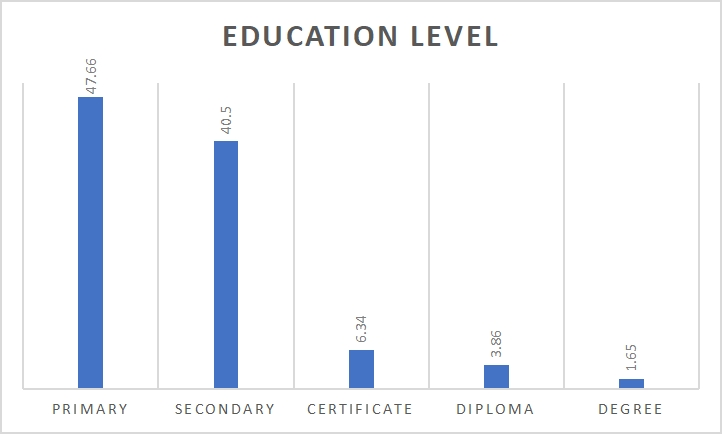 EDUCATION LEVEL
47.66
40.5
6.34
3.86
1.65
PRIMARY
SECONDARY
CERTIFICATE
DIPLOMA
DEGREE